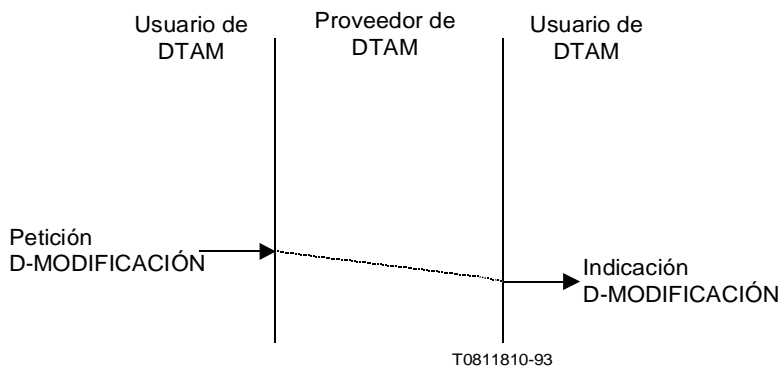 Usuario de
DTAM
Proveedor de
DTAM
Usuario de
DTAM
Petición
D-MODIFICACIÓN
Indicación
D-MODIFICACIÓN
T0811810-93